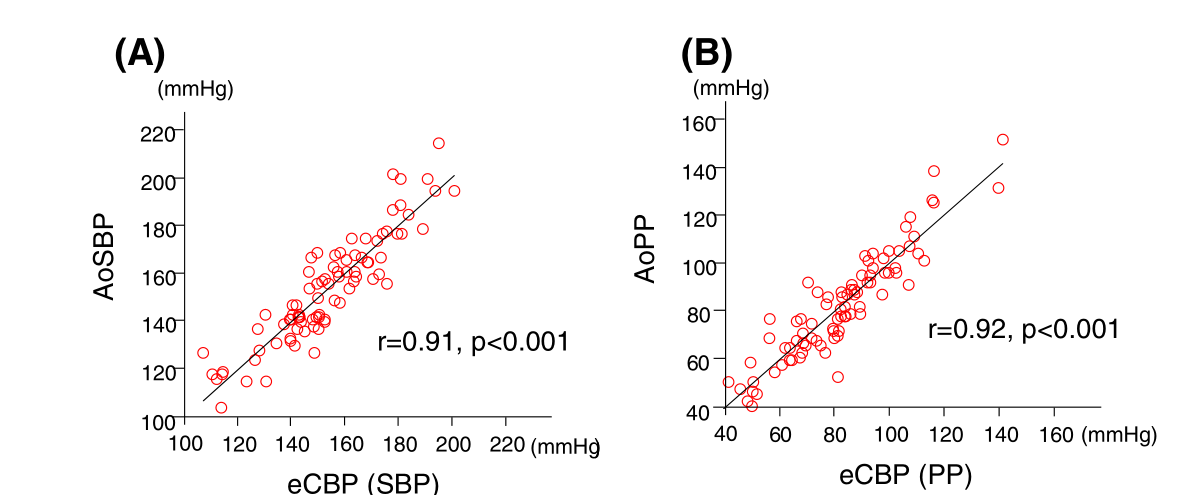 (A)
(mmHg)
AoSBP
220
200
180
160
140
120
100
100 120 140 160 180 200 220 (mmHg)
r=0.91, p<0.001
eCBP (SBP)
(B)
(mmHg)
AoPP
160
140
120
100
80
60
40
40 60 80 100 120 140 160 (mmHg)
r=0.92, p<0.001
eCBP (PP)